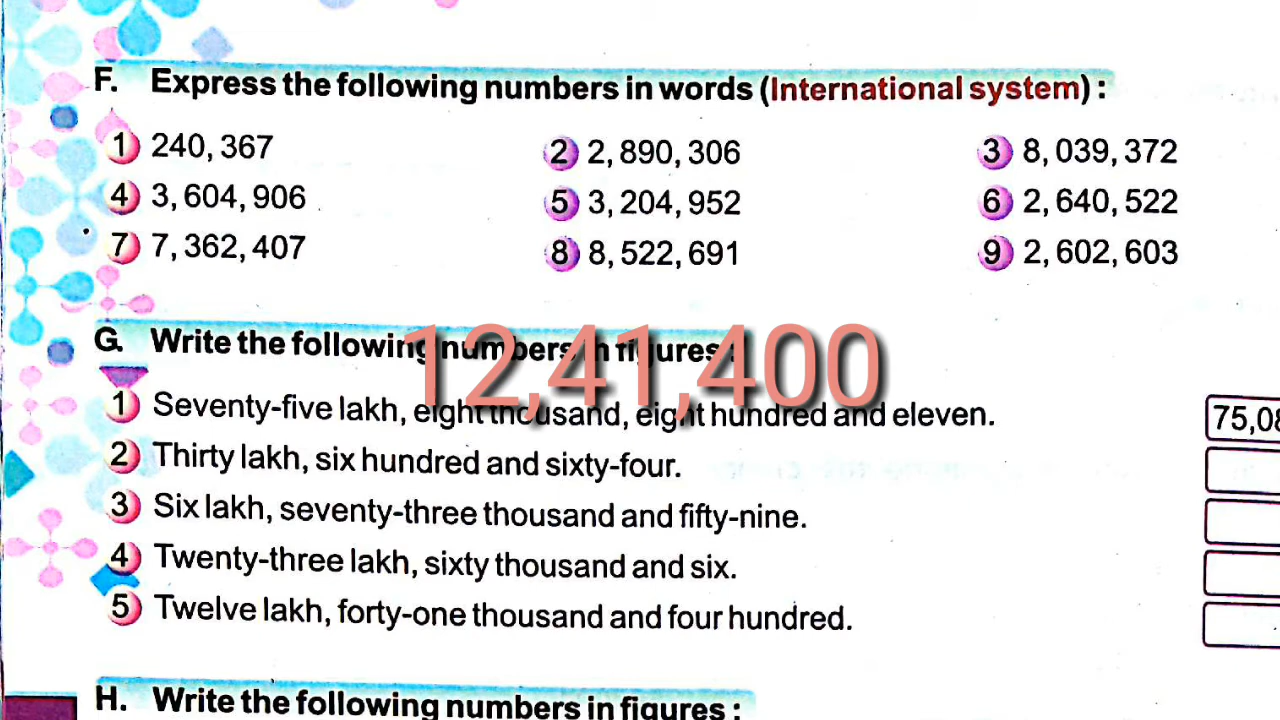 F. Express the following numbers in words (International system) :
1 240, 367 2 2, 890, 306 3 8, 039, 372
4 3, 604, 906 5 3, 204, 952 6 2, 640, 522
7 7, 362, 407 8 8, 522, 691 9 2, 602, 603
G. Write the following numbers in figures :
12,41,400
1 Seventy-five lakh, eight thousand, eight hundred and eleven. 75,08
2 Thirty lakh, six hundred and sixty-four.
3 Six lakh, seventy-three thousand and fifty-nine.
4 Twenty-three lakh, sixty thousand and six.
5 Twelve lakh, forty-one thousand and four hundred.
H. Write the following numbers in figures :